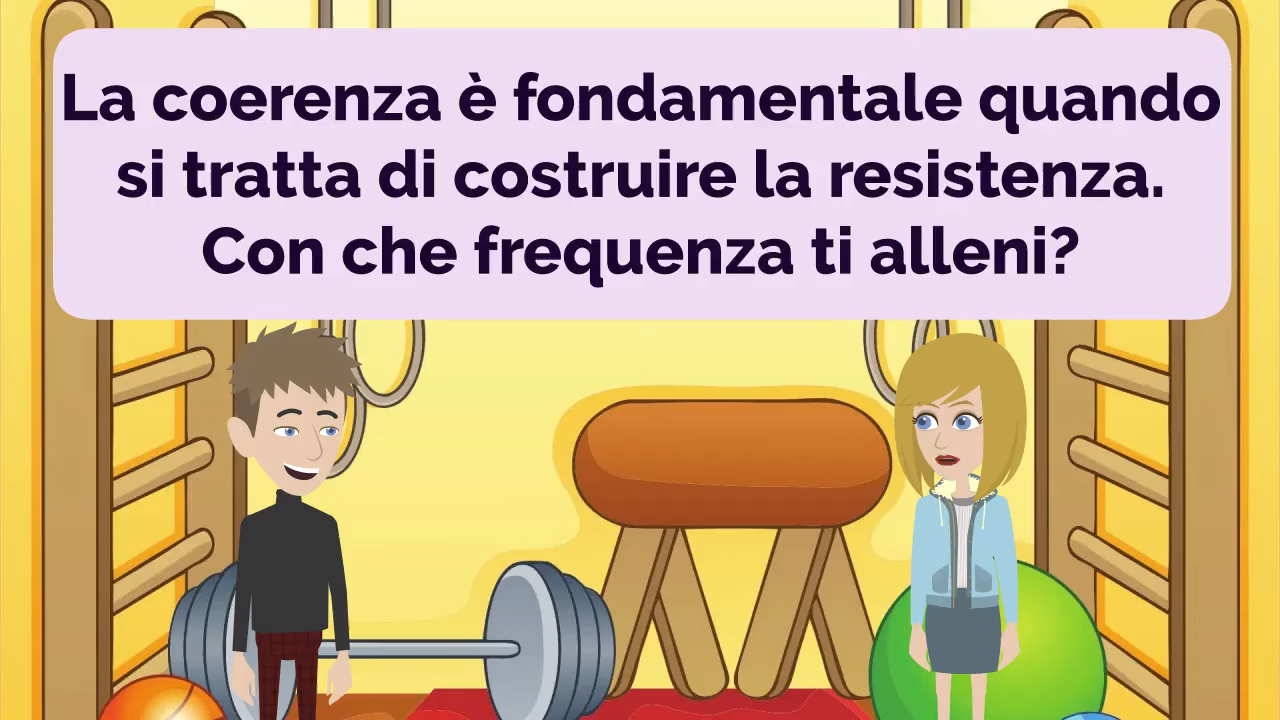 La coerenza è fondamentale quando
si tratta di costruire la resistenza.
Con che frequenza ti alleni?